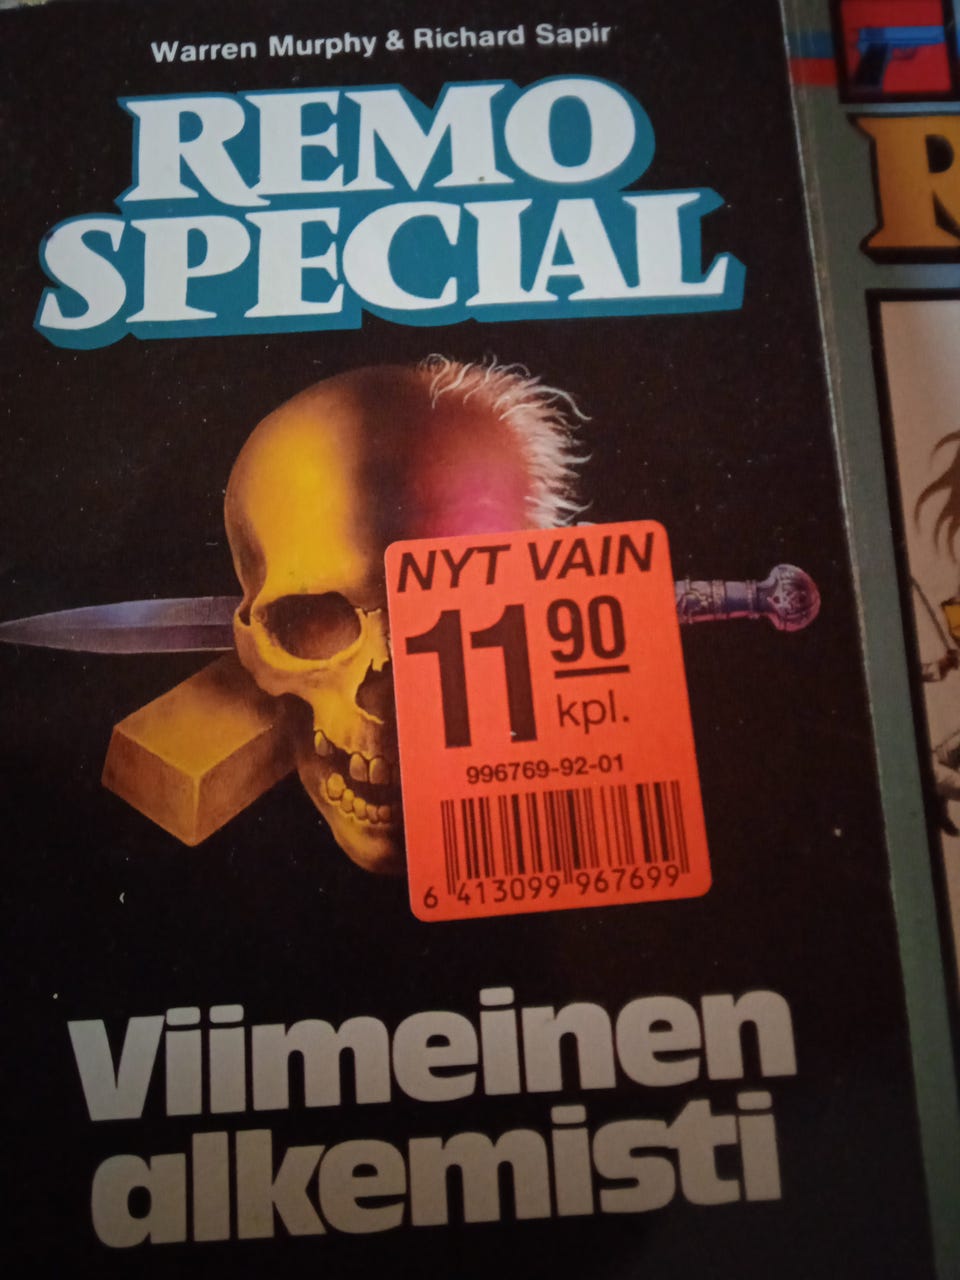 Warren Murphy & Richard Sapir
REMO
SPECIAL
NYT VAIN
11 90
kpl.
996769-92-01
6 413099 967699
Viimeinen
alkemisti
R